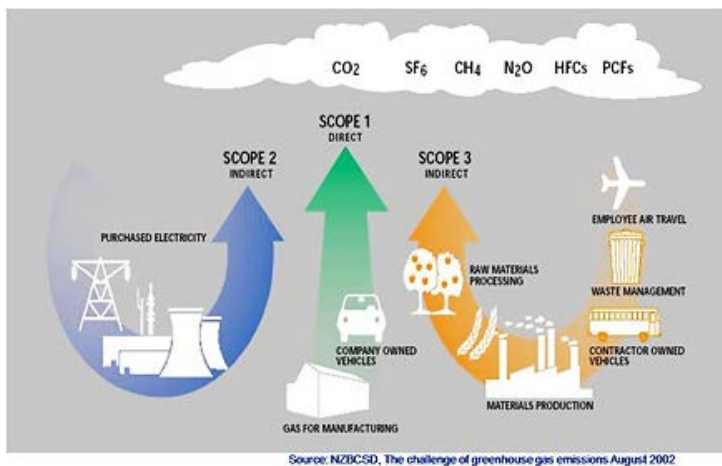 CO2 SF6 CH4 N2O HFCs PCFs
SCOPE 1
DIRECT
SCOPE 2
INDIRECT
SCOPE 3
INDIRECT
PURCHASED ELECTRICITY
COMPANY OWNED
VEHICLES
GAS FOR MANUFACTURING
RAW MATERIALS
PROCESSING
MATERIALS PRODUCTION
EMPLOYEE AIR TRAVEL
WASTE MANAGEMENT
CONTRACTOR OWNED
VEHICLES
Source: NZBCSD, The challenge of greenhouse gas emissions August 2002